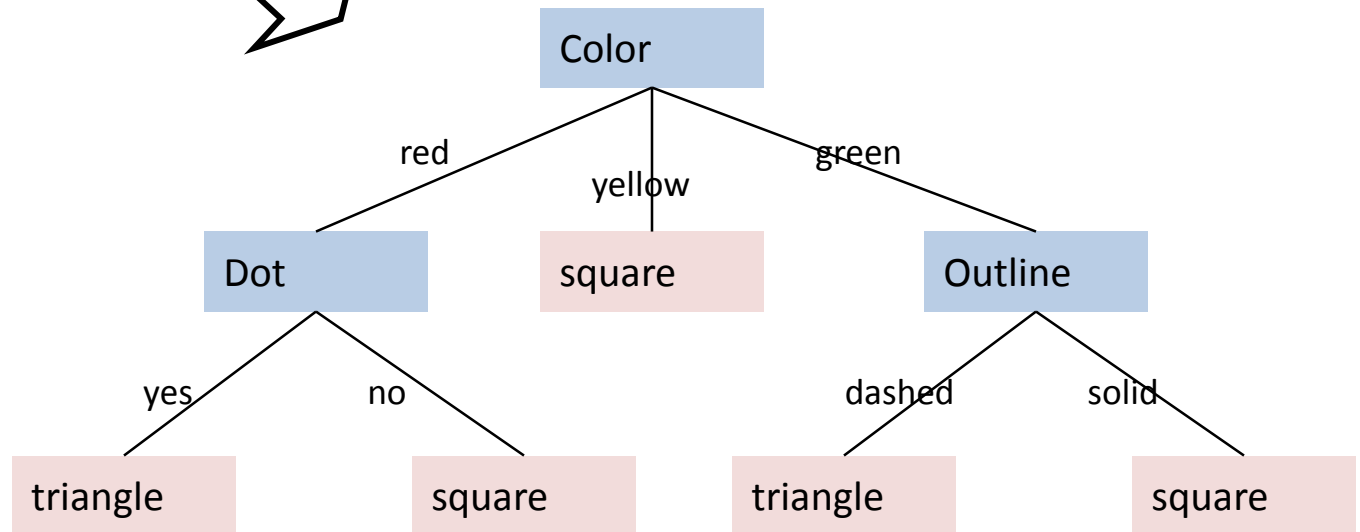 Color
red
yellow
green
Dot
square
Outline
yes
no
dashed
solid
triangle
square
triangle
square